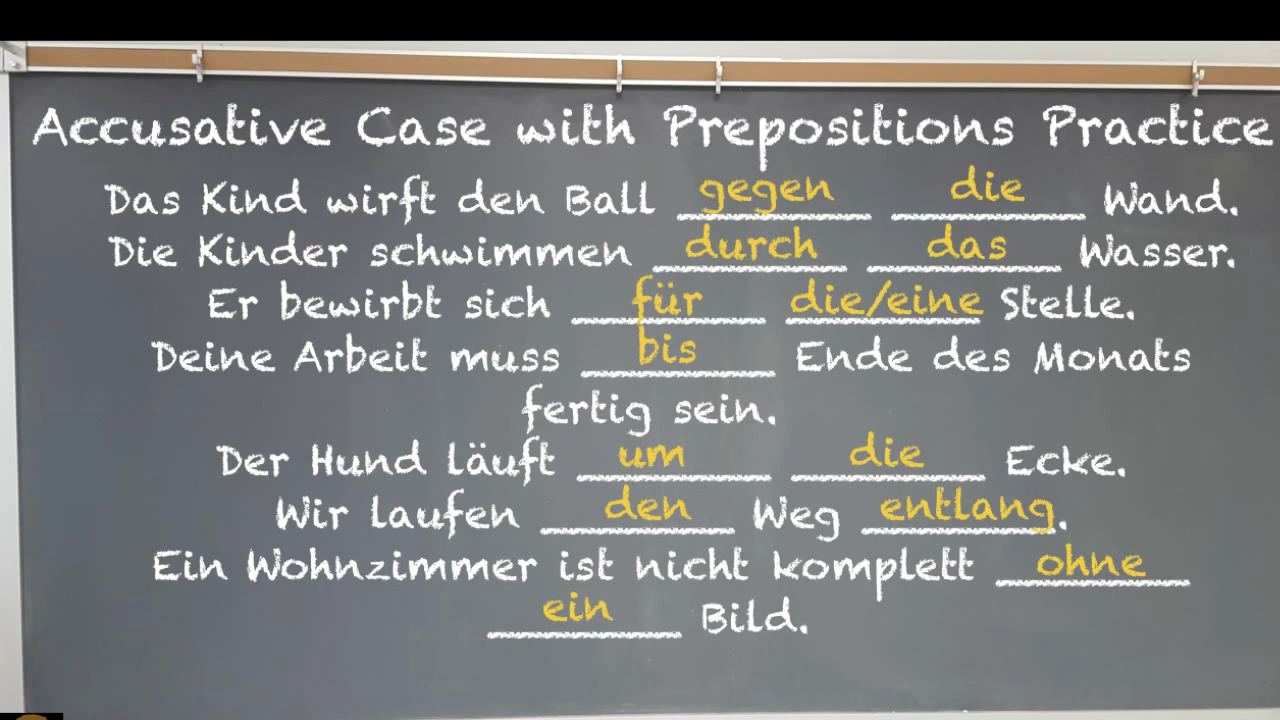 Accusative Case with Prepositions Practice
Das Kind wirft den Ball gegen die Wand.
Die Kinder schwimmen durch das Wasser.
Er bewirbt sich für die/eine Stelle.
Deine Arbeit muss bis Ende des Monats
fertig sein.
Der Hund läuft um die Ecke.
Wir laufen den Weg entlang.
Ein Wohnzimmer ist nicht komplett ohne
ein Bild.